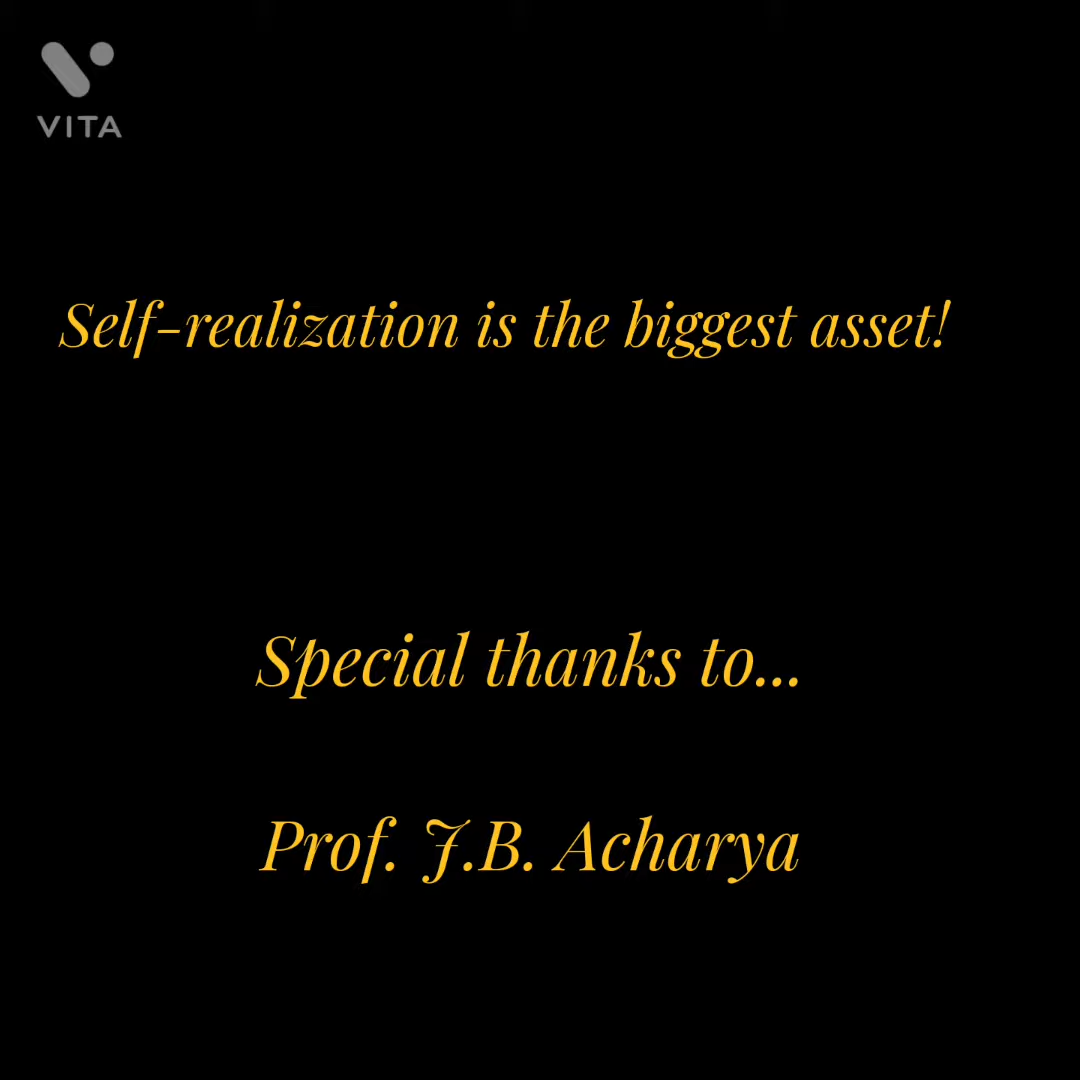 VITA
Self-realization is the biggest asset!
Special thanks to...
Prof. J.B. Acharya